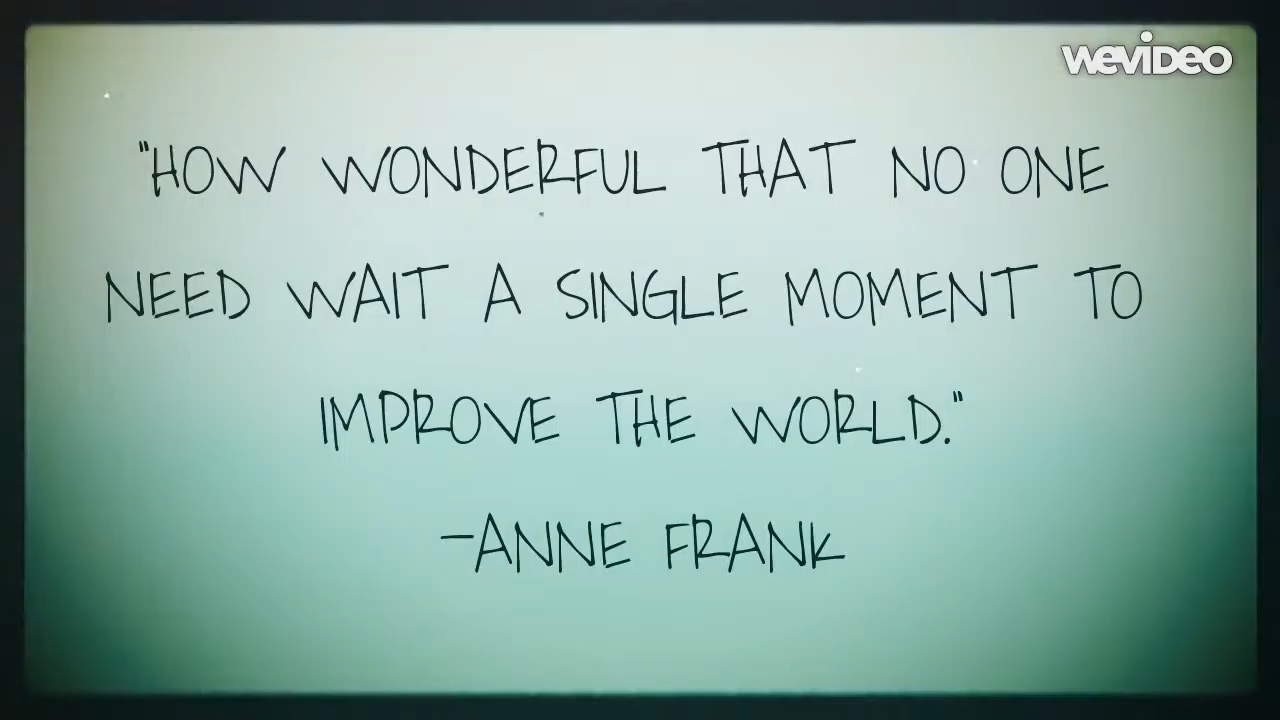 WEVIDEO
"HOW WONDERFUL THAT NO ONE
NEED WAIT A SINGLE MOMENT TO
IMPROVE THE WORLD."
-ANNE FRANK